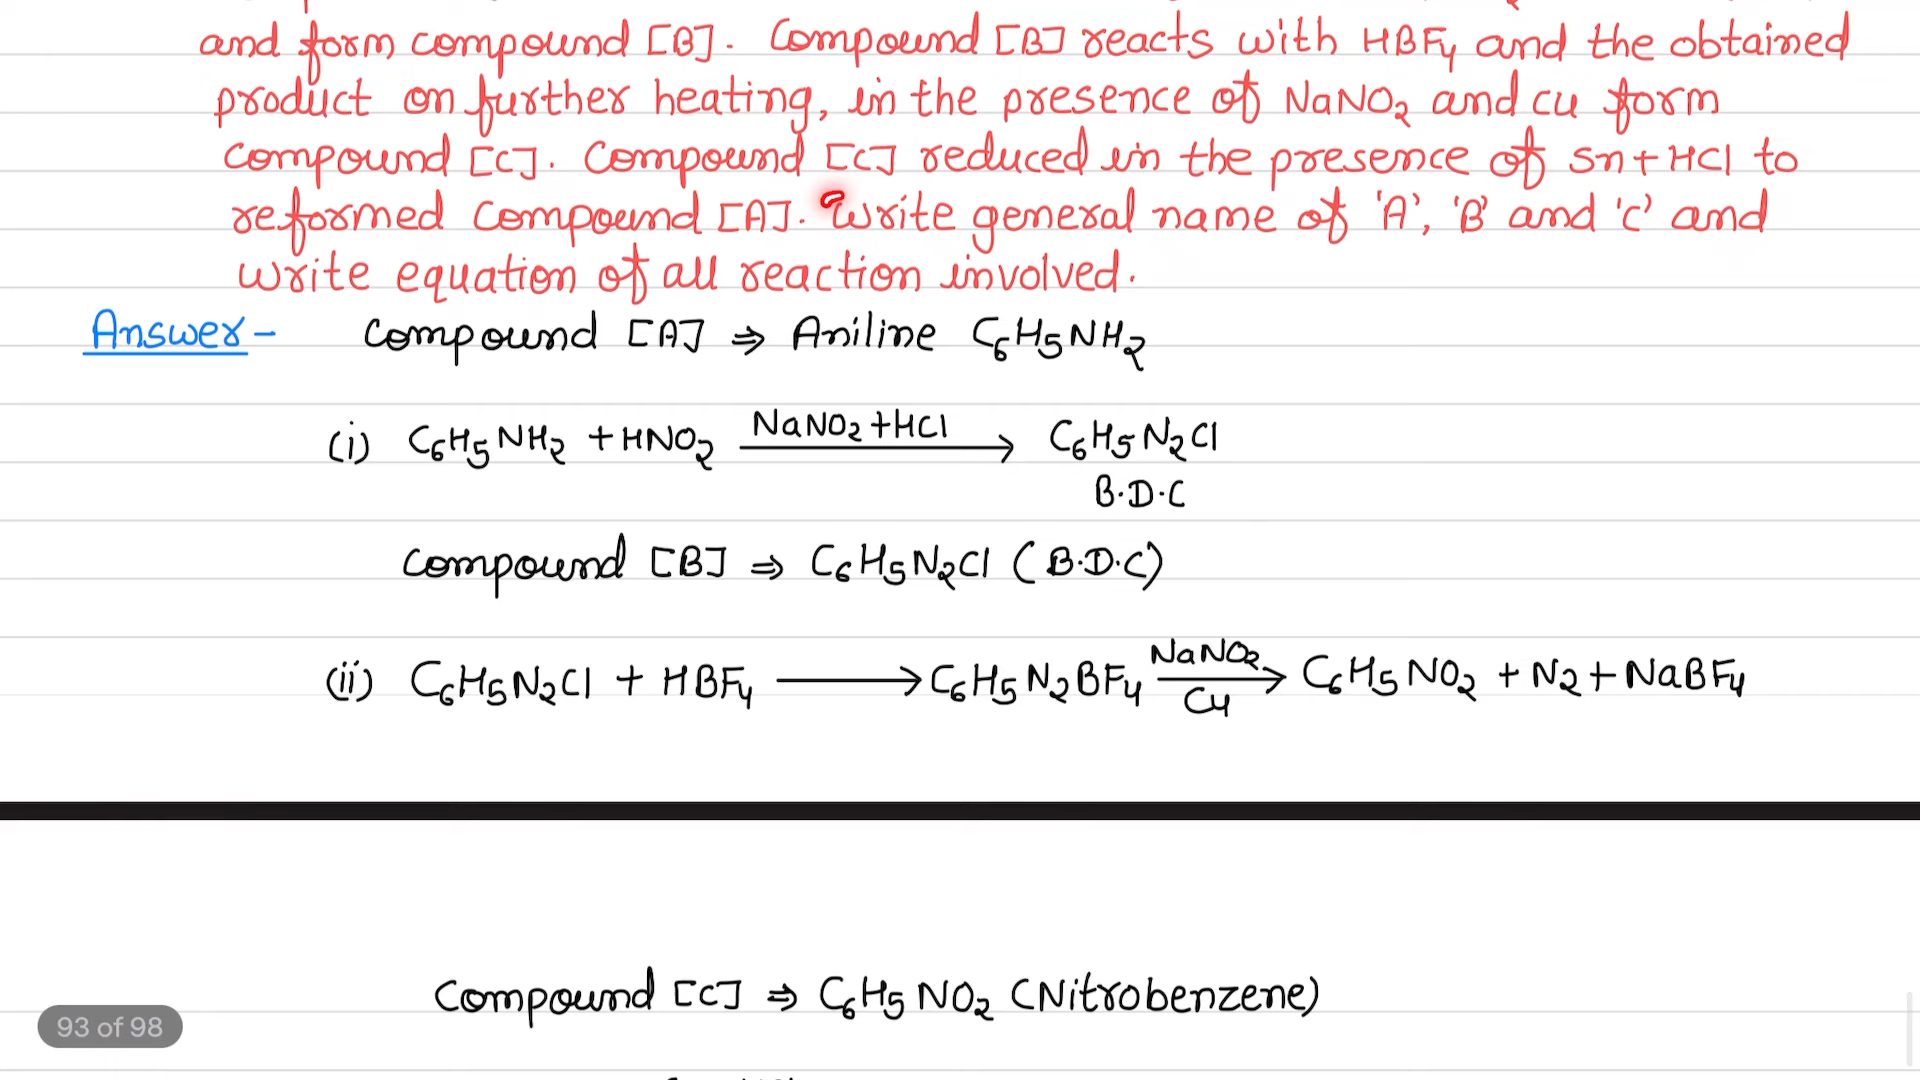 and form compound [B]. Compound [B] reacts with HBF₄ and the obtained
product on further heating, in the presence of NaNO₂ and cu form
compound [C]. Compound [C] reduced in the presence of Sn+HCl to
reformed compound [A]. Write general name of 'A', 'B' and 'C' and
write equation of all reaction involved.
Answer- Compound [A] ⇒ Aniline C₆H₅NH₂
(i) C₆H₅NH₂ + HNO₂ NaNO₂+HCl → C₆H₅N₂Cl
B.D.C
Compound [B] ⇒ C₆H₅N₂Cl (B.D.C)
(ii) C₆H₅N₂Cl + HBF₄ → C₆H₅N₂BF₄ NaNO₂ → Cu C₆H₅NO₂ + N₂ + NaBF₄
Compound [C] ⇒ C₆H₅NO₂ (Nitrobenzene)
93 of 98